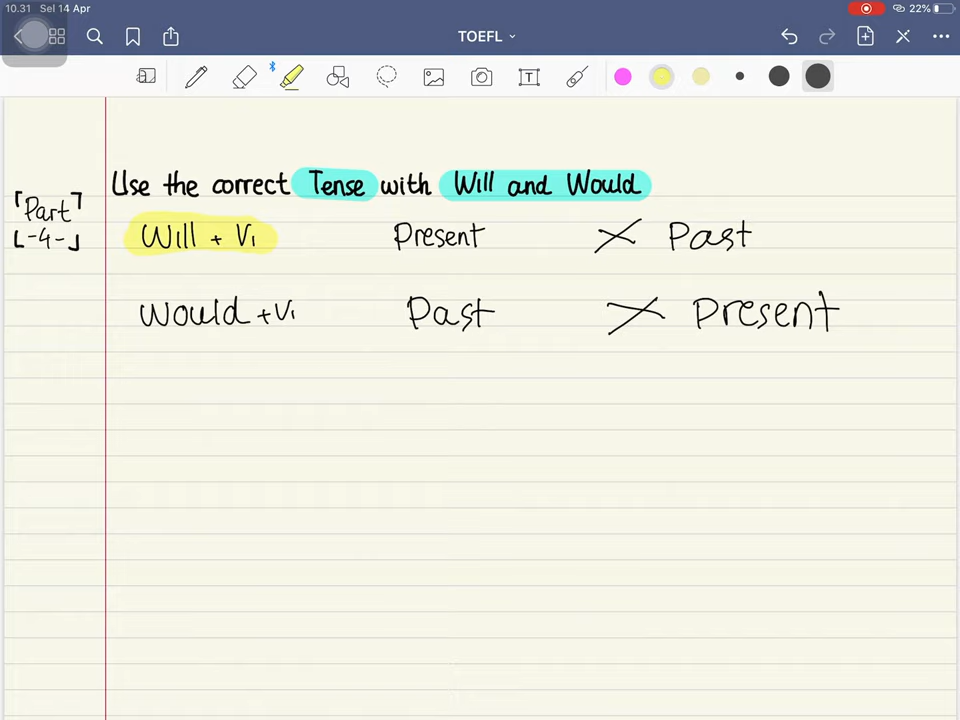 10.31 Sel 14 Apr
22%
TOEFL
T
Use the correct Tense with Will and Would
「Part
-4-」
Will + V1 Present × Past
Would + V1 Past × Present